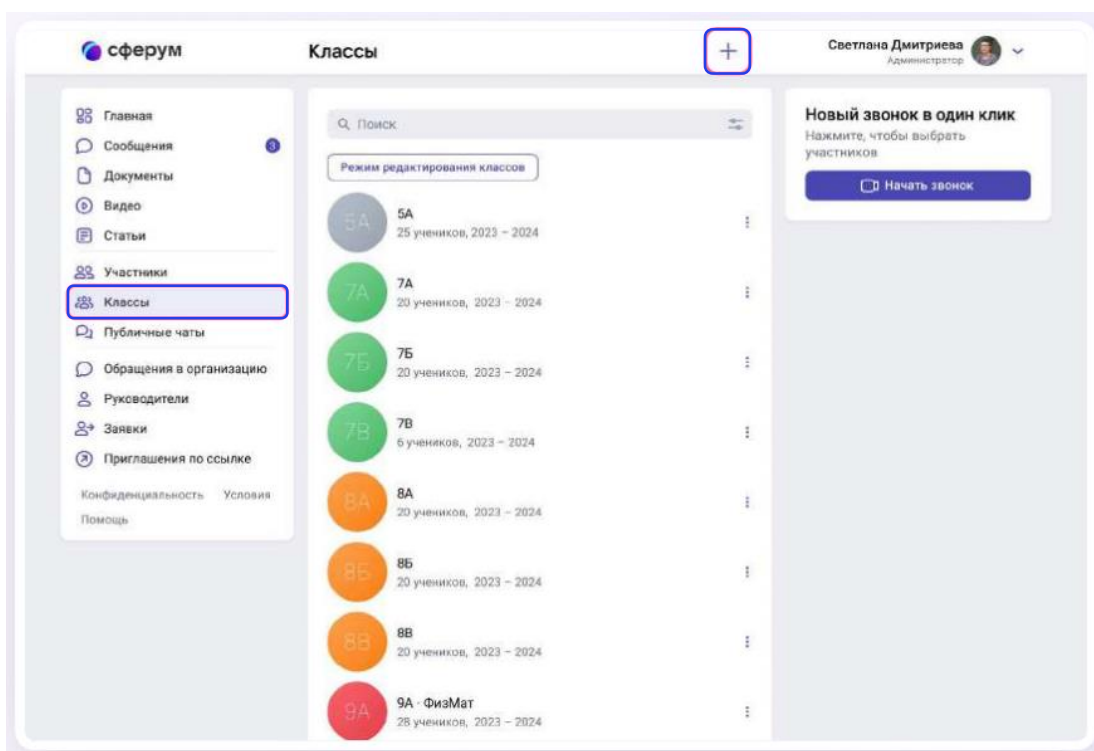 сферум
Классы
Светлана Дмитриева
Администратор
Главная
Сообщения
3
Документы
Видео
Статьи
Участники
Классы
Публичные чаты
Обращения в организацию
Руководители
Заявки
Приглашения по ссылке
Конфиденциальность Условия
Помощь
Поиск
Режим редактирования классов
5А
5А
25 учеников, 2023 – 2024
7А
7А
20 учеников, 2023 – 2024
7Б
7Б
20 учеников, 2023 – 2024
7В
7В
6 учеников, 2023 – 2024
8А
8А
20 учеников, 2023 – 2024
8Б
8Б
20 учеников, 2023 – 2024
8В
8В
20 учеников, 2023 – 2024
9А
9А · ФизМат
28 учеников, 2023 – 2024
Новый звонок в один клик
Нажмите, чтобы выбрать
участников
Начать звонок